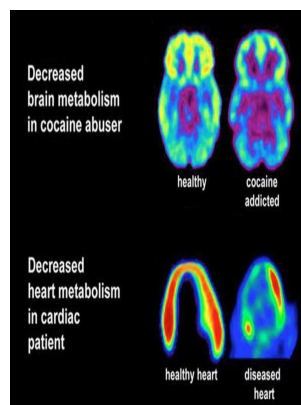 Decreased
brain metabolism
in cocaine abuser
healthy
cocaine
addicted
Decreased
heart metabolism
in cardiac
patient
healthy heart
diseased
heart